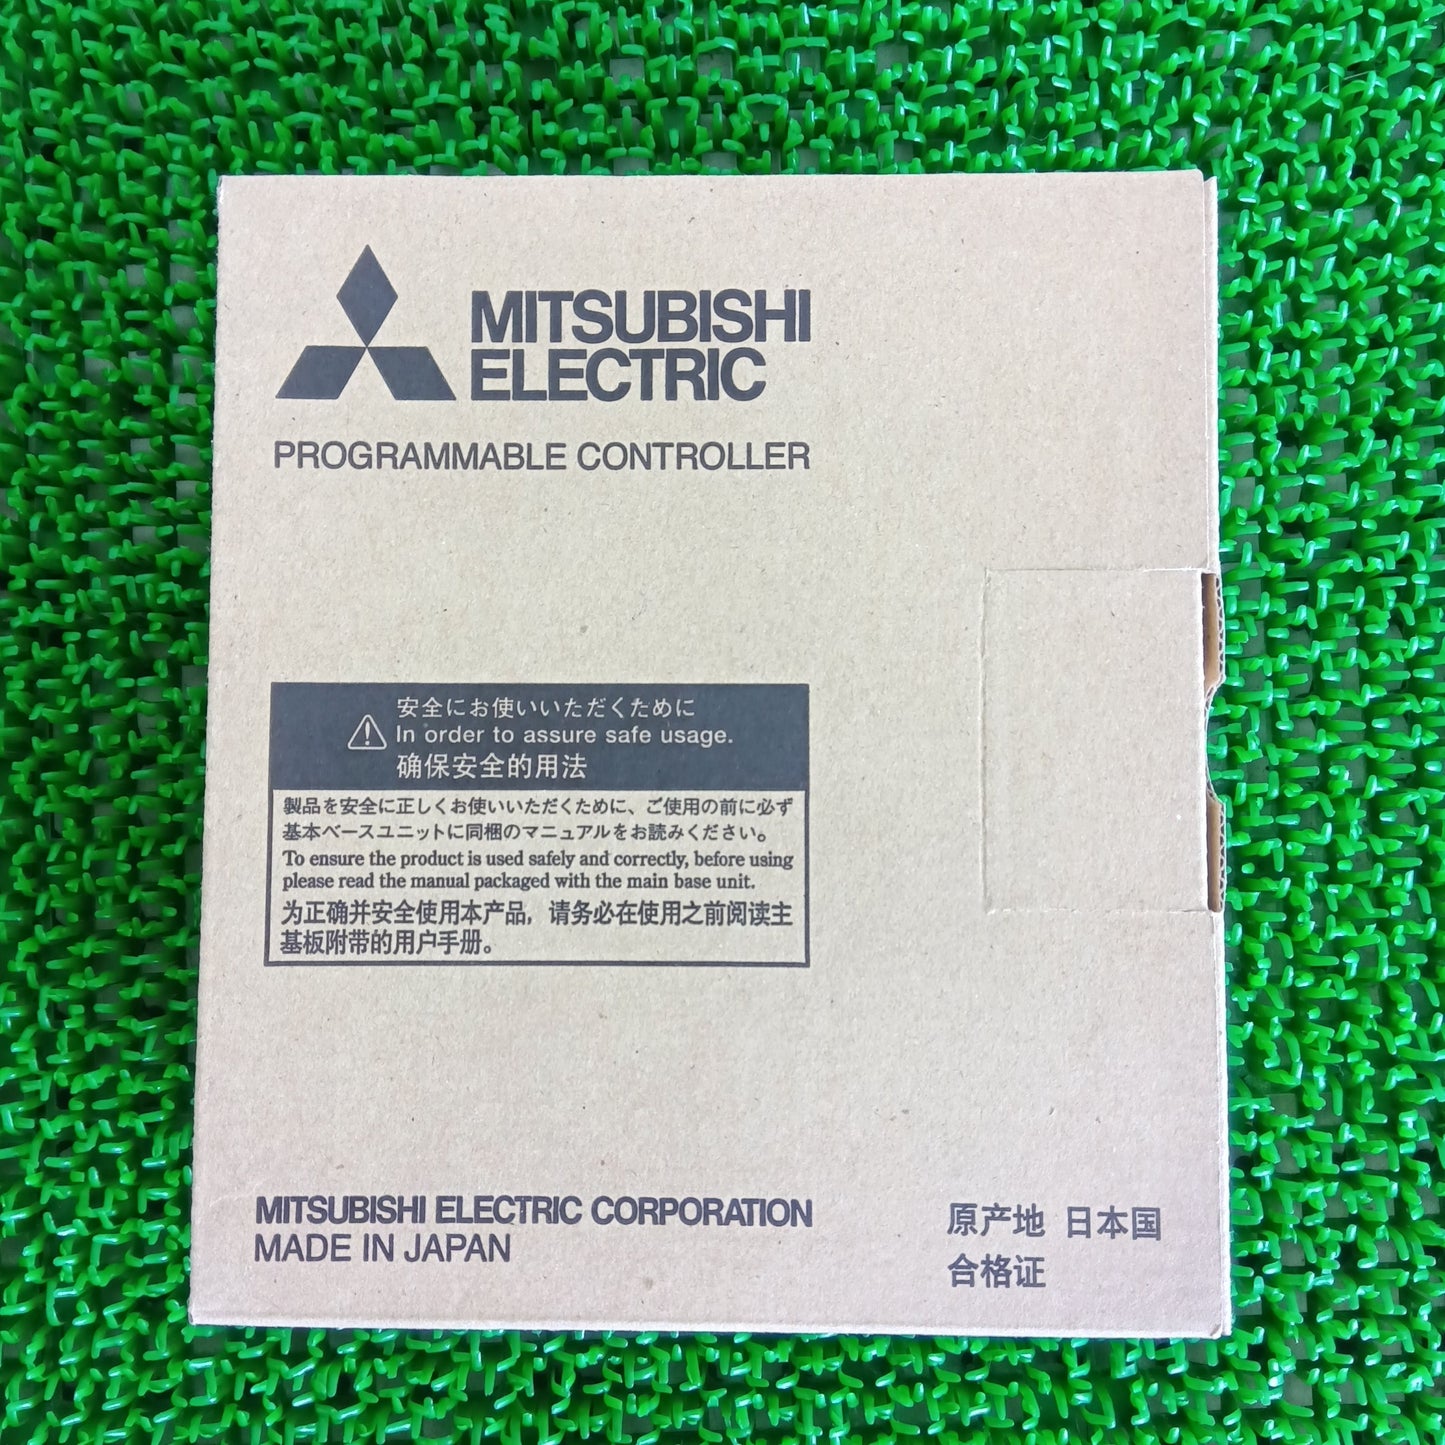 MITSUBISHI
ELECTRIC
PROGRAMMABLE CONTROLLER
安全にお使いいただくために
In order to assure safe usage.
确保安全的用法
製品を安全に正しくお使いいただくために、ご使用の前に必ず
基本ベースユニットに同梱のマニュアルをお読みください。
To ensure the product is used safely and correctly, before using
please read the manual packaged with the main base unit.
为正确并安全使用本产品，请务必在使用之前阅读主
基板附带的用户手册。
MITSUBISHI ELECTRIC CORPORATION
MADE IN JAPAN
原产地 日本国
合格证